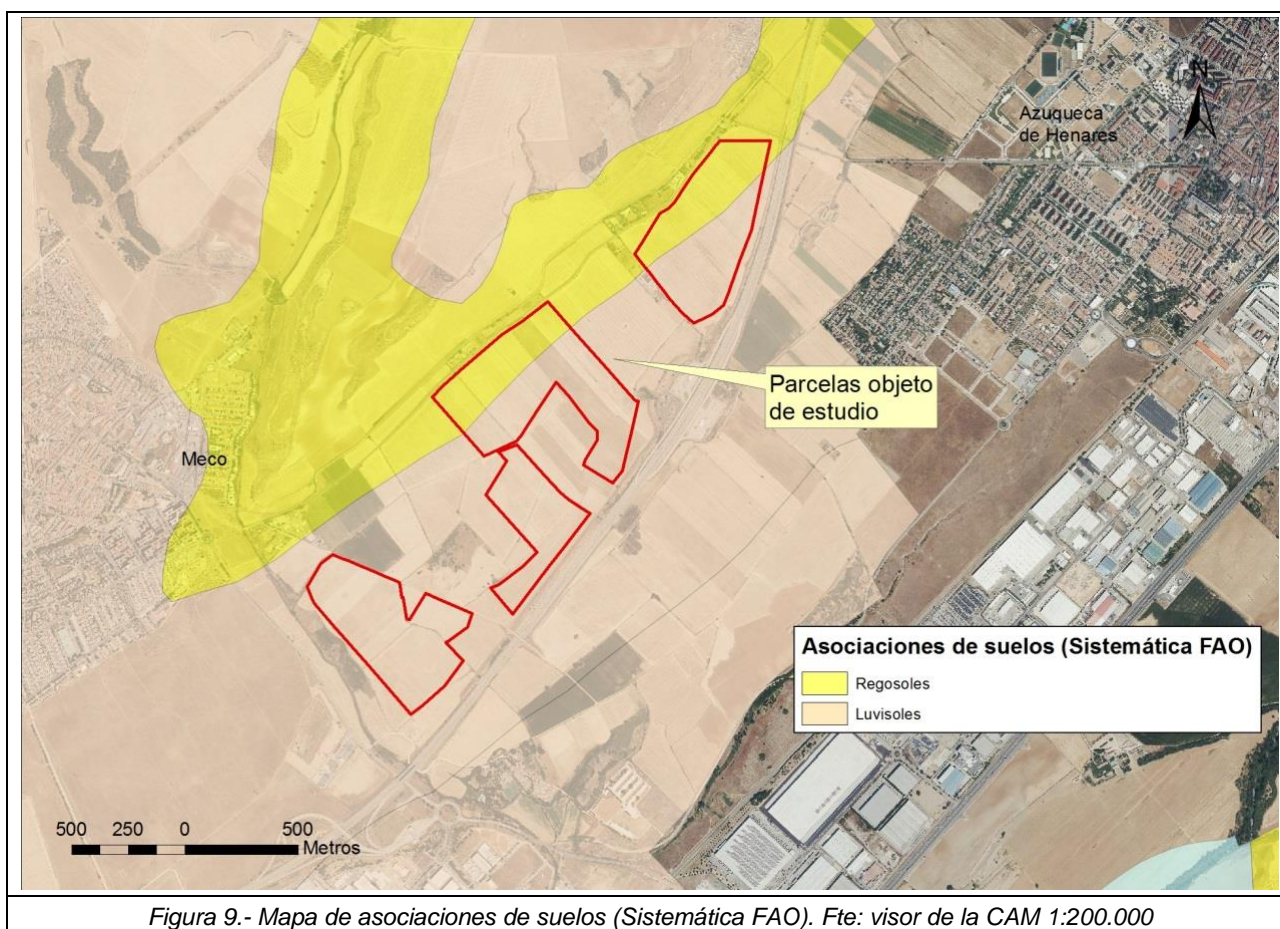 N
Azuqueca
de Henares
Parcelas objeto
de estudio
Meco
Asociaciones de suelos (Sistemática FAO)
Regosoles
Luvisoles
500 250 0 500
Metros
Figura 9.- Mapa de asociaciones de suelos (Sistemática FAO). Fte: visor de la CAM 1:200.000